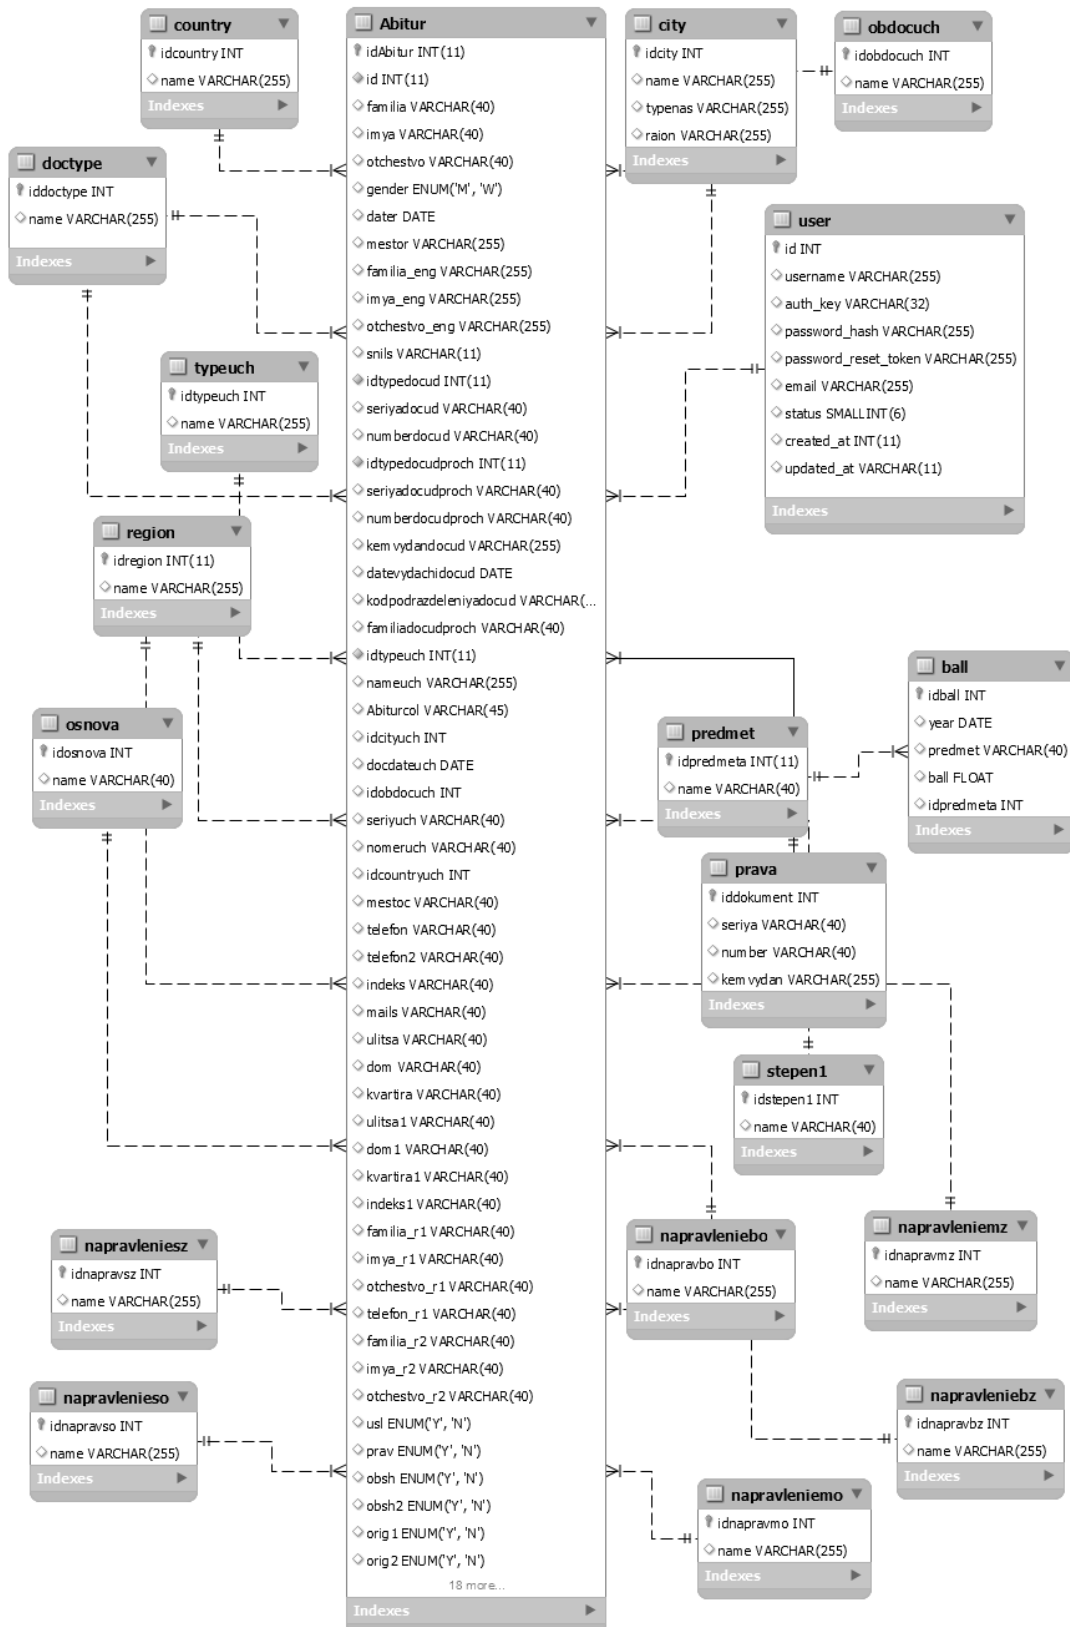 country
idcountry INT
name VARCHAR(255)
Indexes
doctype
iddoctype INT
name VARCHAR(255)
Indexes
typeuch
idtypeuch INT
name VARCHAR(255)
Indexes
region
idregion INT(11)
name VARCHAR(255)
Indexes
osnova
idosnova INT
name VARCHAR(40)
Indexes
napravleniesz
idnapravsz INT
name VARCHAR(255)
Indexes
napravlenieso
idnapravso INT
name VARCHAR(255)
Indexes
Abitur
idAbitur INT(11)
id INT(11)
familia VARCHAR(40)
imya VARCHAR(40)
otchestvo VARCHAR(40)
gender ENUM('M', 'W')
dater DATE
mestor VARCHAR(255)
familia_eng VARCHAR(255)
imya_eng VARCHAR(255)
otchestvo_eng VARCHAR(255)
snils VARCHAR(11)
idtypedocud INT(11)
seriyadocud VARCHAR(40)
numberdocud VARCHAR(40)
idtypedocudproch INT(11)
seriyadocudproch VARCHAR(40)
numberdocudproch VARCHAR(40)
kemvydandocud VARCHAR(255)
datevydachidocud DATE
kodpodrazdeleniyadocud VARCHAR(...
familiadocudproch VARCHAR(40)
idtypeuch INT(11)
nameuch VARCHAR(255)
Abiturcol VARCHAR(45)
idcityuch INT
docdateuch DATE
idobdocuch INT
seriyuch VARCHAR(40)
nomeruch VARCHAR(40)
idcountryuch INT
mestoc VARCHAR(40)
telefon VARCHAR(40)
telefon2 VARCHAR(40)
indeks VARCHAR(40)
mails VARCHAR(40)
ulitsa VARCHAR(40)
dom VARCHAR(40)
kvartira VARCHAR(40)
ulitsa1 VARCHAR(40)
dom1 VARCHAR(40)
kvartira1 VARCHAR(40)
indeks1 VARCHAR(40)
familia_r1 VARCHAR(40)
imya_r1 VARCHAR(40)
otchestvo_r1 VARCHAR(40)
telefon_r1 VARCHAR(40)
familia_r2 VARCHAR(40)
imya_r2 VARCHAR(40)
otchestvo_r2 VARCHAR(40)
usl ENUM('Y', 'N')
prav ENUM('Y', 'N')
obsh ENUM('Y', 'N')
obsh2 ENUM('Y', 'N')
orig1 ENUM('Y', 'N')
orig2 ENUM('Y', 'N')
18 more...
Indexes
city
idcity INT
name VARCHAR(255)
typenas VARCHAR(255)
raion VARCHAR(255)
Indexes
obdocuch
idobdocuch INT
name VARCHAR(255)
Indexes
user
id INT
username VARCHAR(255)
auth_key VARCHAR(32)
password_hash VARCHAR(255)
password_reset_token VARCHAR(255)
email VARCHAR(255)
status SMALLINT(6)
created_at INT(11)
updated_at VARCHAR(11)
Indexes
ball
idball INT
year DATE
predmet VARCHAR(40)
ball FLOAT
idpredmeta INT
Indexes
predmet
idpredmeta INT(11)
name VARCHAR(40)
Indexes
prava
iddokument INT
seriya VARCHAR(40)
number VARCHAR(40)
kemvydan VARCHAR(255)
Indexes
stepen1
idstepen1 INT
name VARCHAR(40)
Indexes
napravleniebo
idnapravbo INT
name VARCHAR(255)
Indexes
napravleniemz
idnapravmz INT
name VARCHAR(255)
Indexes
napravleniebz
idnapravbz INT
name VARCHAR(255)
Indexes
napravleniemo
idnapravmo INT
name VARCHAR(255)
Indexes